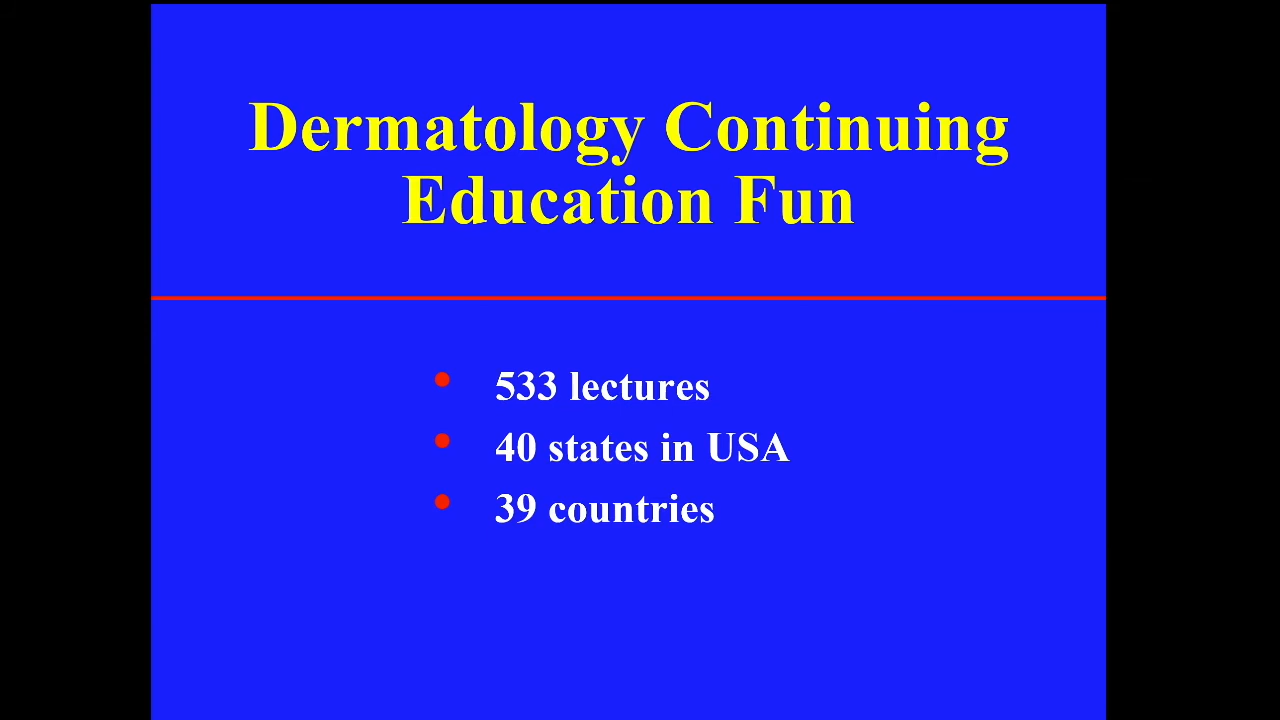 Dermatology Continuing
Education Fun
• 533 lectures
• 40 states in USA
• 39 countries